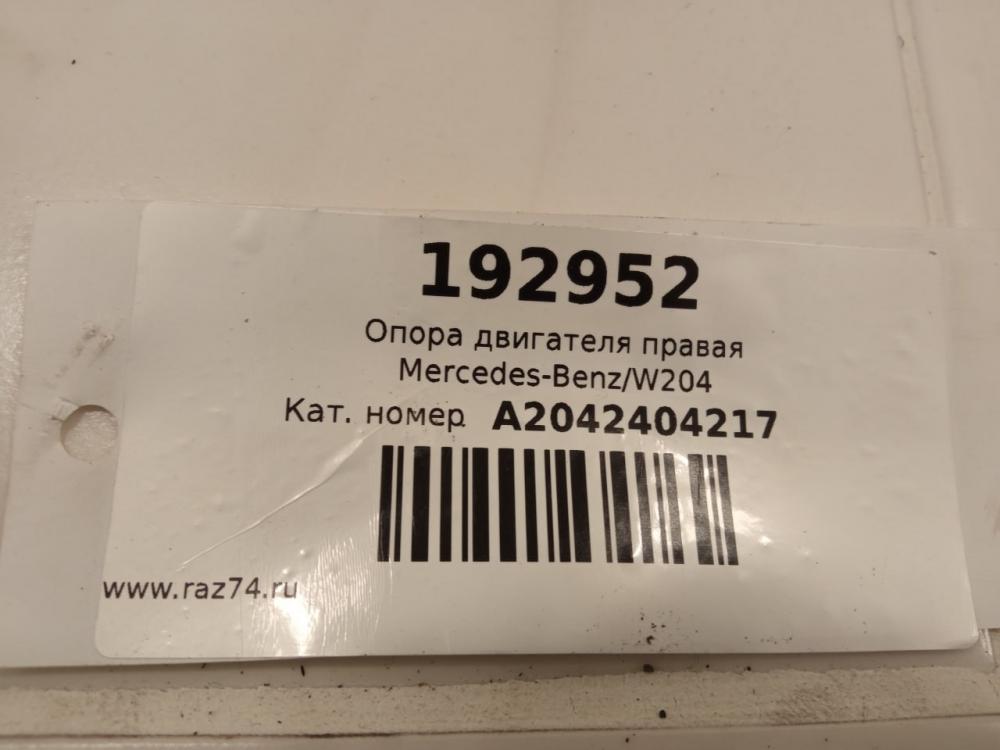 192952
Опора двигателя правая
Mercedes-Benz/W204
Кат. номер A2042404217
www.raz74.ru